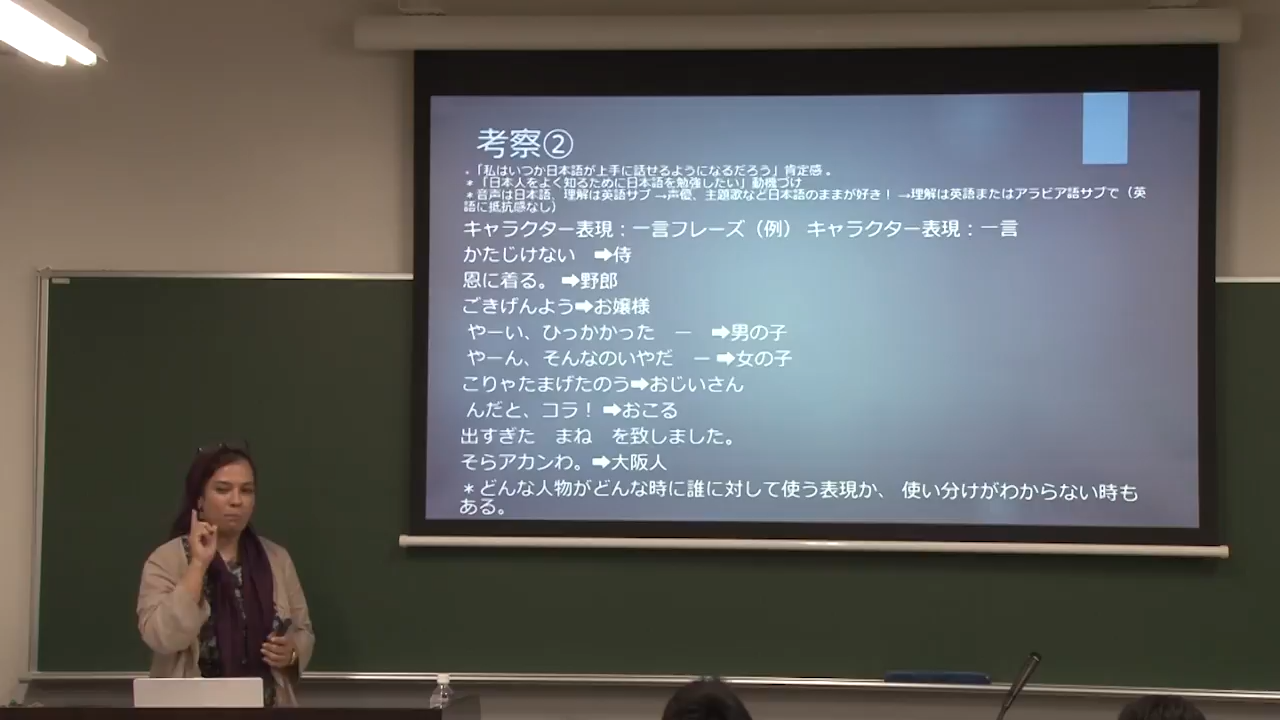 考察②
・「私はいつか日本語が上手に話せるようになるだろう」肯定感 。
＊「日本人をよく知るために日本語を勉強したい」動機づけ
＊音声は日本語、理解は英語サブ →声優、主題歌など日本語のままが好き！ →理解は英語またはアラビア語サブで（英
語に抵抗感なし）
キャラクター表現：一言フレーズ（例） キャラクター表現：一言
かたじけない ➡侍
恩に着る。 ➡野郎
ごきげんよう➡お嬢様
やーい、ひっかかった ー ➡男の子
やーん、そんなのいやだ ー ➡女の子
こりゃたまげたのう➡おじいさん
んだと、コラ！ ➡おこる
出すぎた まね を致しました。
そらアカンわ。➡大阪人
＊どんな人物がどんな時に誰に対して使う表現か、 使い分けがわからない時も
ある。